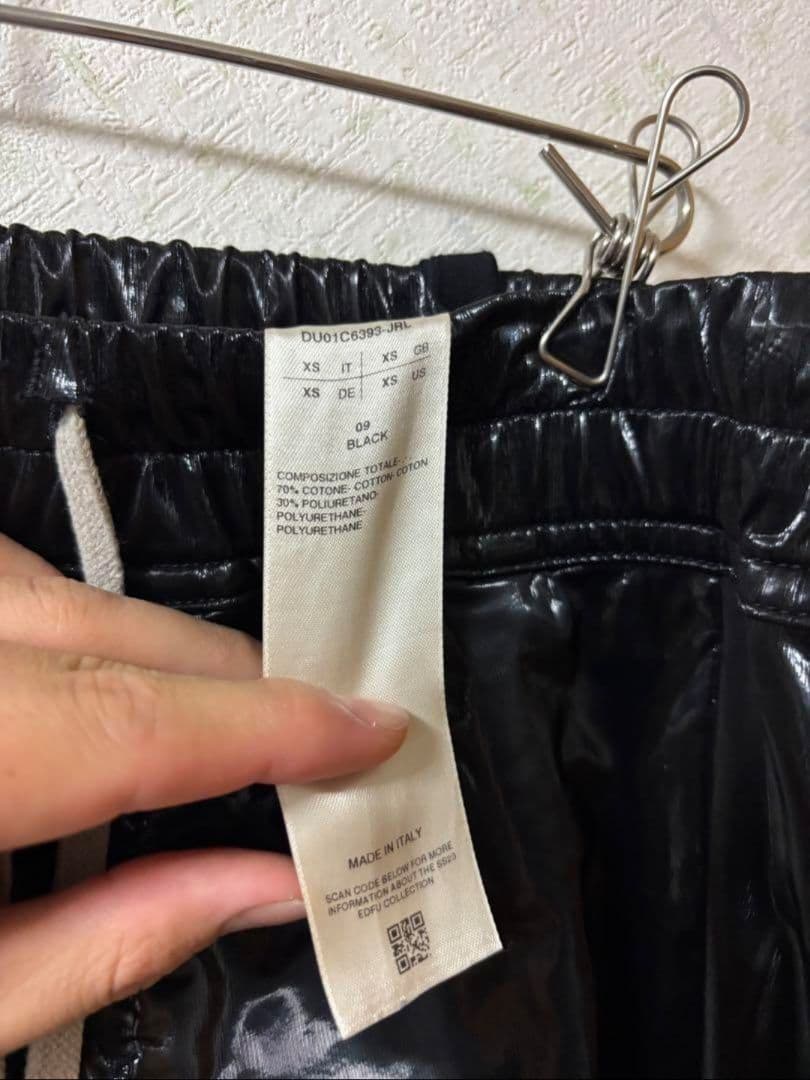 DU01C6393-JRL
XS IT XS GB
XS DE XS US
09
BLACK
COMPOSIZIONE TOTALE-
70% COTONE- COTTON-COTON
30% POLIURETANO-
POLYURETHANE-
POLYURETHANE
MADE IN ITALY
SCAN CODE BELOW FOR MORE
INFORMATION ABOUT THE SS23
EDFU COLLECTION